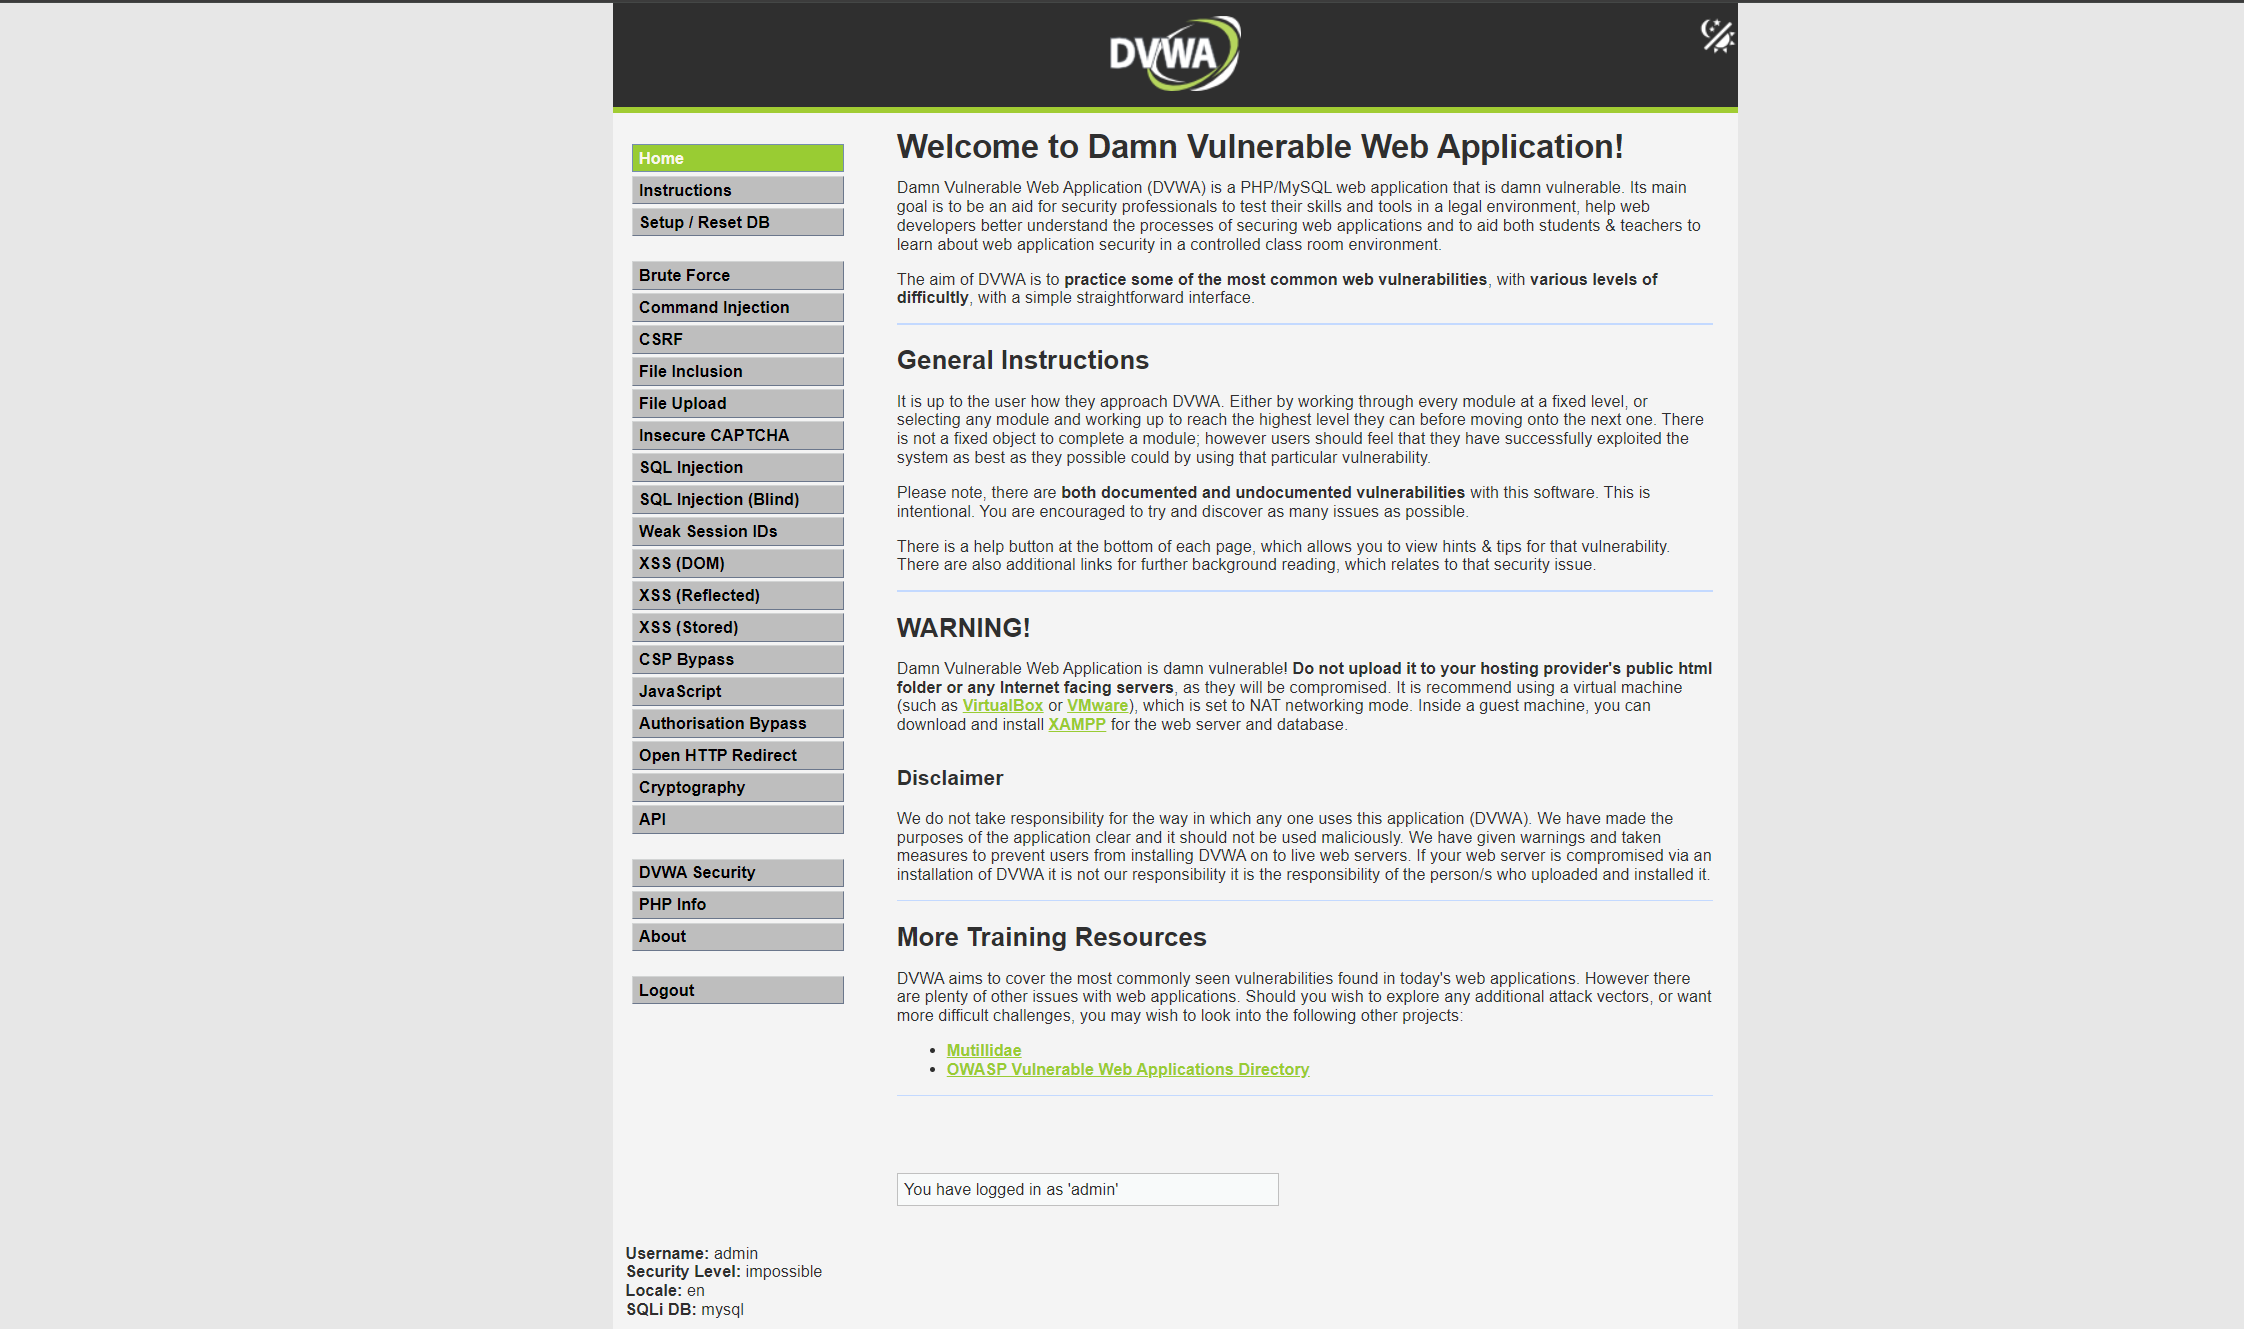 DVWA
Home
Instructions
Setup / Reset DB
Brute Force
Command Injection
CSRF
File Inclusion
File Upload
Insecure CAPTCHA
SQL Injection
SQL Injection (Blind)
Weak Session IDs
XSS (DOM)
XSS (Reflected)
XSS (Stored)
CSP Bypass
JavaScript
Authorisation Bypass
Open HTTP Redirect
Cryptography
API
DVWA Security
PHP Info
About
Logout
Welcome to Damn Vulnerable Web Application!
Damn Vulnerable Web Application (DVWA) is a PHP/MySQL web application that is damn vulnerable. Its main
goal is to be an aid for security professionals to test their skills and tools in a legal environment, help web
developers better understand the processes of securing web applications and to aid both students & teachers to
learn about web application security in a controlled class room environment.
The aim of DVWA is to practice some of the most common web vulnerabilities, with various levels of
difficultly, with a simple straightforward interface.
General Instructions
It is up to the user how they approach DVWA. Either by working through every module at a fixed level, or
selecting any module and working up to reach the highest level they can before moving onto the next one. There
is not a fixed object to complete a module; however users should feel that they have successfully exploited the
system as best as they possible could by using that particular vulnerability.
Please note, there are both documented and undocumented vulnerabilities with this software. This is
intentional. You are encouraged to try and discover as many issues as possible.
There is a help button at the bottom of each page, which allows you to view hints & tips for that vulnerability.
There are also additional links for further background reading, which relates to that security issue.
WARNING!
Damn Vulnerable Web Application is damn vulnerable! Do not upload it to your hosting provider's public html
folder or any Internet facing servers, as they will be compromised. It is recommend using a virtual machine
(such as VirtualBox or VMware), which is set to NAT networking mode. Inside a guest machine, you can
download and install XAMPP for the web server and database.
Disclaimer
We do not take responsibility for the way in which any one uses this application (DVWA). We have made the
purposes of the application clear and it should not be used maliciously. We have given warnings and taken
measures to prevent users from installing DVWA on to live web servers. If your web server is compromised via an
installation of DVWA it is not our responsibility it is the responsibility of the person/s who uploaded and installed it.
More Training Resources
DVWA aims to cover the most commonly seen vulnerabilities found in today's web applications. However there
are plenty of other issues with web applications. Should you wish to explore any additional attack vectors, or want
more difficult challenges, you may wish to look into the following other projects:
• Mutillidae
• OWASP Vulnerable Web Applications Directory
You have logged in as 'admin'
Username: admin
Security Level: impossible
Locale: en
SQLi DB: mysql